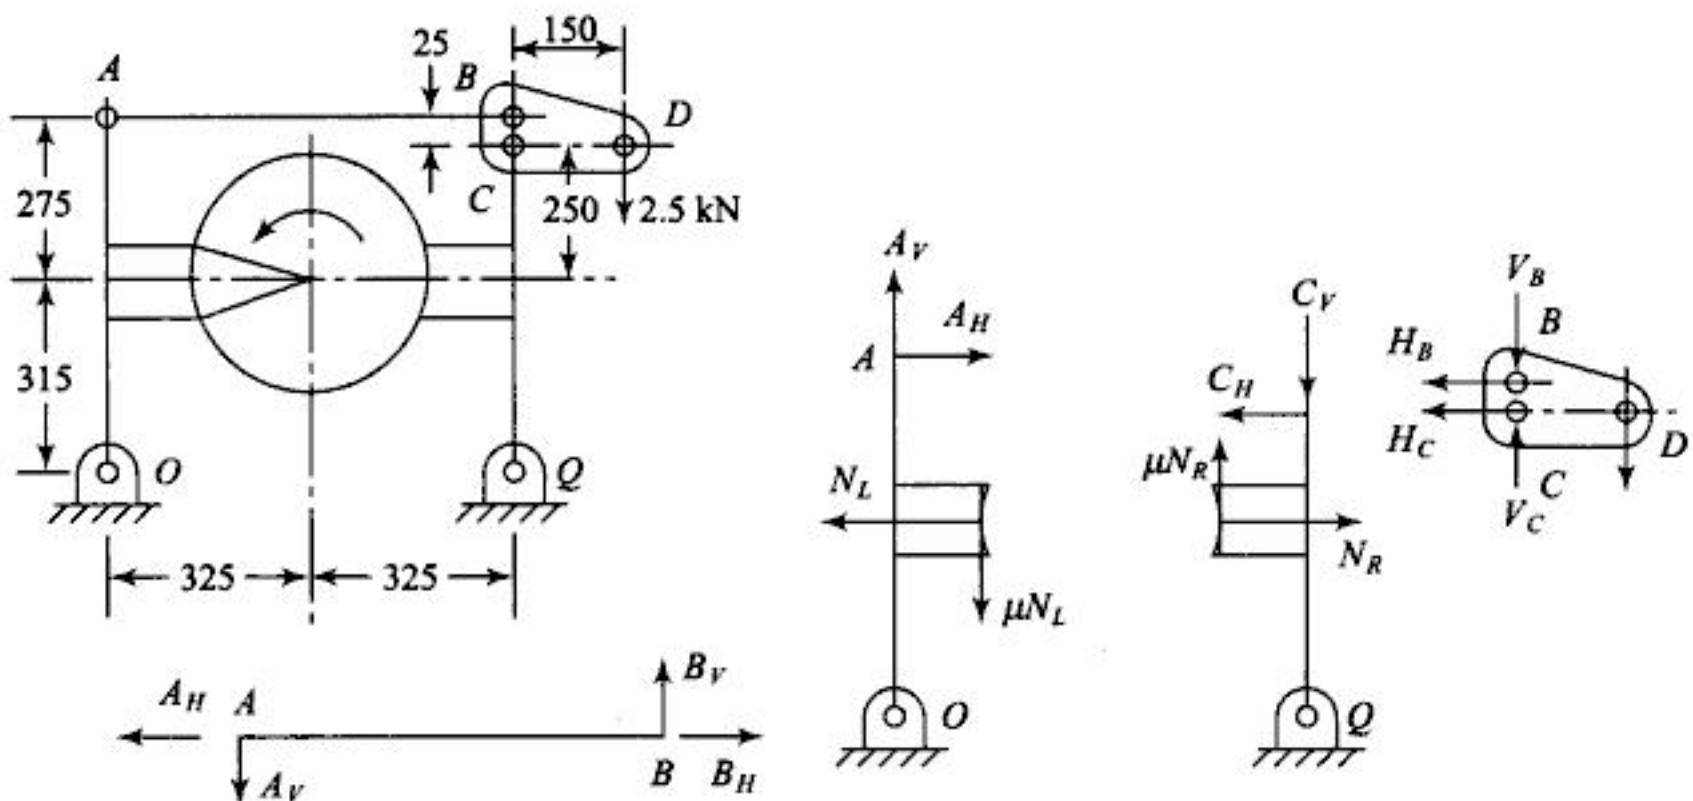 150
25
A
B
D
C
275
250
2.5 kN
315
O
Q
325
325
A_H
A
B_V
A_V
B
B_H
A_V
A_H
A
N_L
μN_L
O
C_V
C_H
μN_R
N_R
Q
V_B
B
H_B
H_C
D
C
V_C